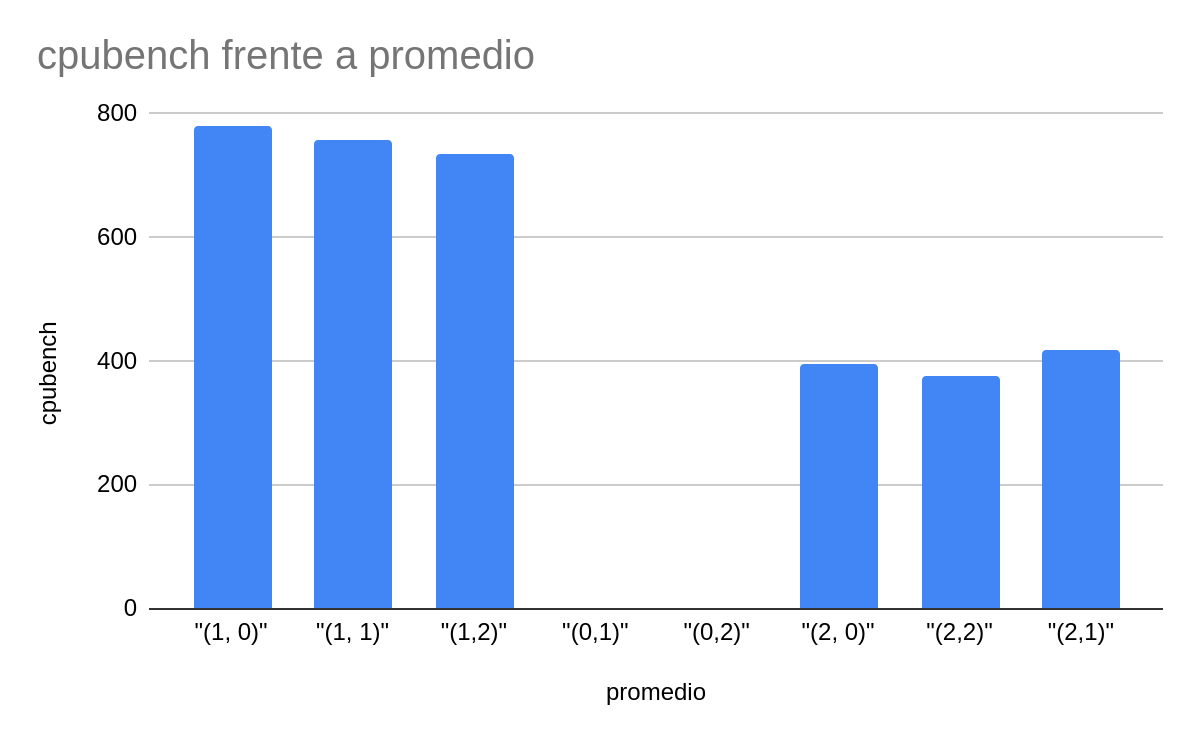 cpubench frente a promedio
800
600
400
200
0
cpubench
"(1, 0)" "(1, 1)" "(1,2)" "(0,1)" "(0,2)" "(2, 0)" "(2,2)" "(2,1)"
promedio